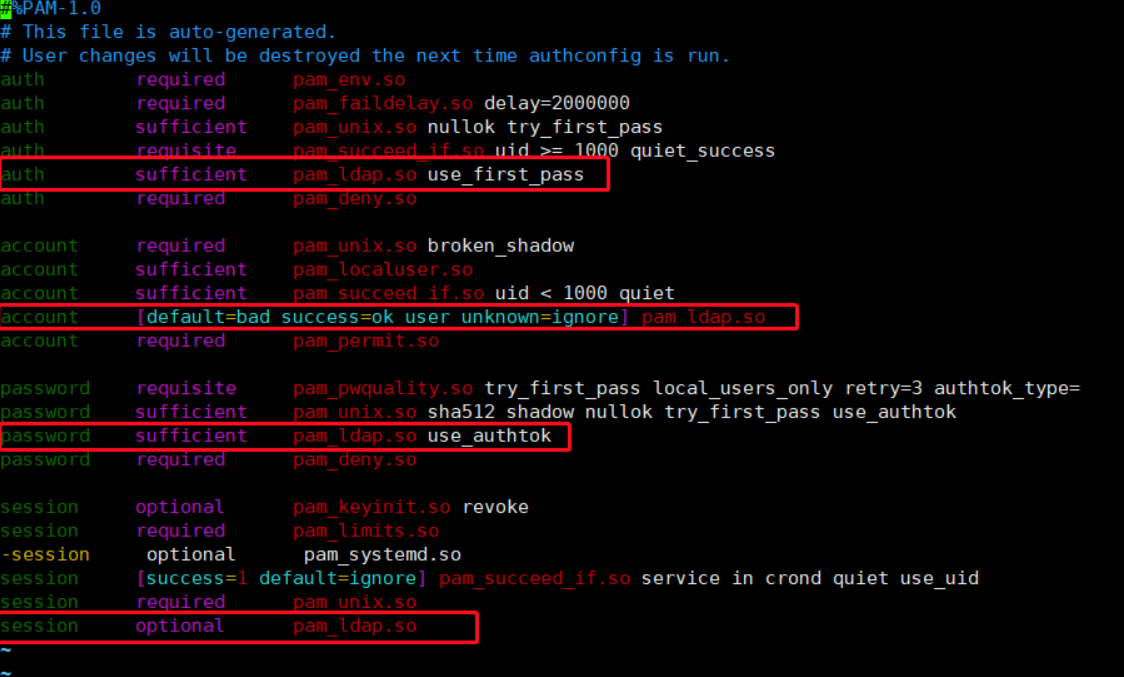 #%PAM-1.0
# This file is auto-generated.
# User changes will be destroyed the next time authconfig is run.
auth        required      pam_env.so
auth        required      pam_faildelay.so delay=2000000
auth        sufficient    pam_unix.so nullok try_first_pass
auth        requisite     pam_succeed_if.so uid >= 1000 quiet_success
auth        sufficient    pam_ldap.so use_first_pass
auth        required      pam_deny.so
account     required      pam_unix.so broken_shadow
account     sufficient    pam_localuser.so
account     sufficient    pam_succeed_if.so uid < 1000 quiet
account     [default=bad success=ok user_unknown=ignore] pam_ldap.so
account     required      pam_permit.so
password    requisite     pam_pwquality.so try_first_pass local_users_only retry=3 authtok_type=
password    sufficient    pam_unix.so sha512 shadow nullok try_first_pass use_authtok
password    sufficient    pam_ldap.so use_authtok
password    required      pam_deny.so
session     optional      pam_keyinit.so revoke
session     required      pam_limits.so
-session     optional      pam_systemd.so
session     [success=1 default=ignore] pam_succeed_if.so service in crond quiet use_uid
session     required      pam_unix.so
session     optional      pam_ldap.so
~
~